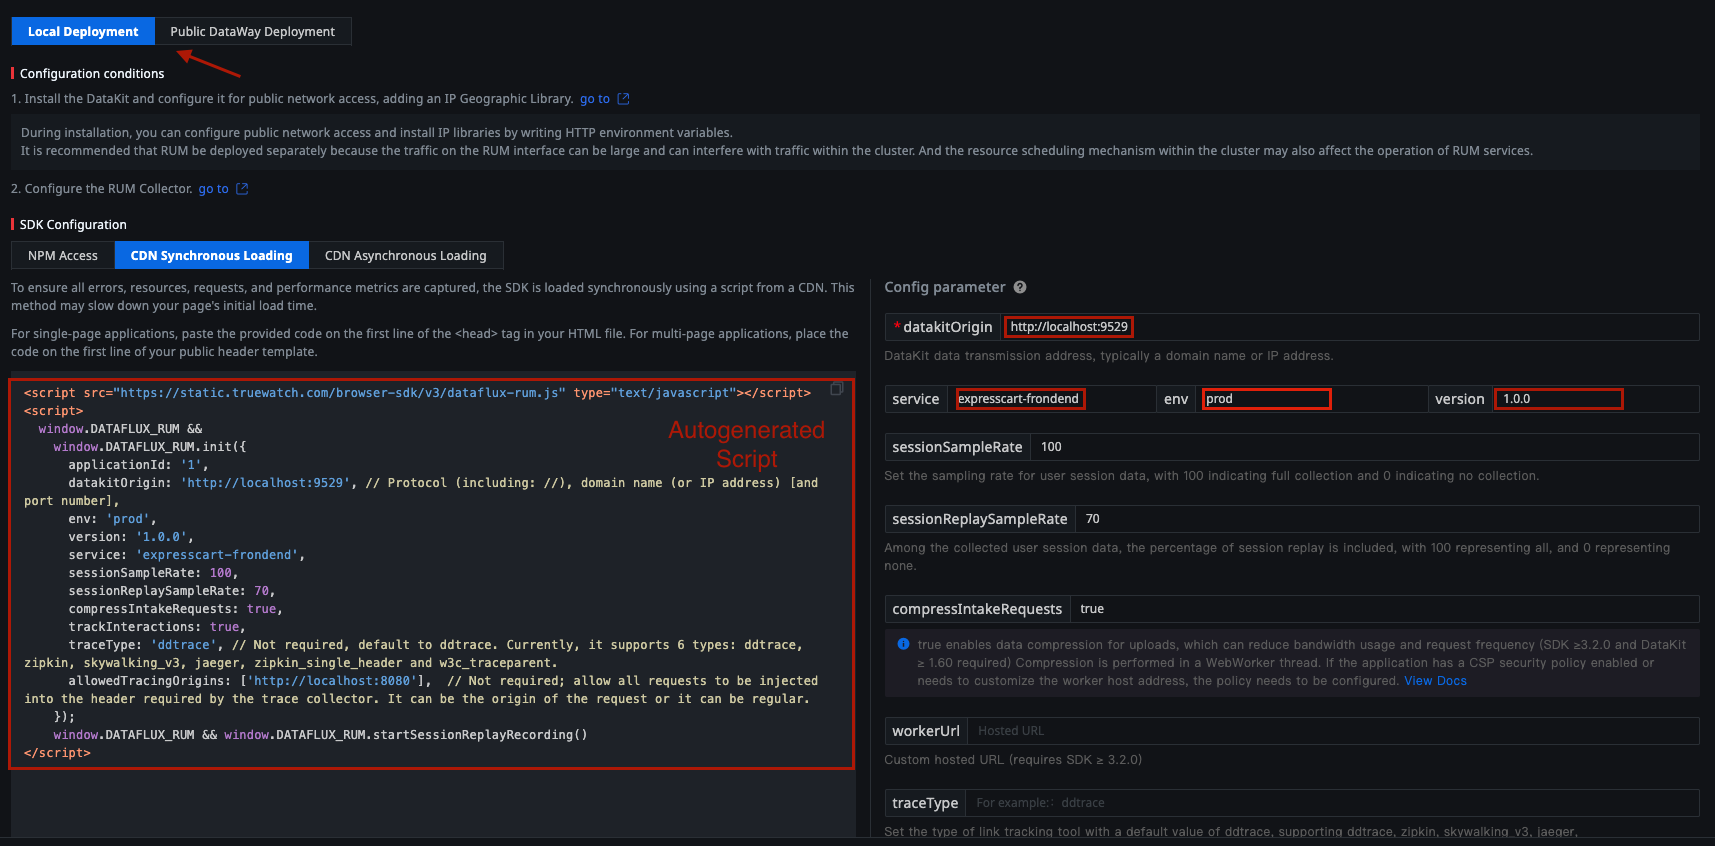 Local Deployment
Public DataWay Deployment
Configuration conditions
1. Install the DataKit and configure it for public network access, adding an IP Geographic Library. go to
During installation, you can configure public network access and install IP libraries by writing HTTP environment variables.
It is recommended that RUM be deployed separately because the traffic on the RUM interface can be large and can interfere with traffic within the cluster. And the resource scheduling mechanism within the cluster may also affect the operation of RUM services.
2. Configure the RUM Collector. go to
SDK Configuration
NPM Access
CDN Synchronous Loading
CDN Asynchronous Loading
To ensure all errors, resources, requests, and performance metrics are captured, the SDK is loaded synchronously using a script from a CDN. This
method may slow down your page's initial load time.
For single-page applications, paste the provided code on the first line of the <head> tag in your HTML file. For multi-page applications, place the
code on the first line of your public header template.
<script src="https://static.truewatch.com/browser-sdk/v3/dataflux-rum.js" type="text/javascript"></script>
<script>
window.DATAFLUX_RUM &&
window.DATAFLUX_RUM.init({
applicationId: '1',
datakitOrigin: 'http://localhost:9529', // Protocol (including: //), domain name (or IP address) [and
port number],
env: 'prod',
version: '1.0.0',
service: 'expresscart-frondend',
sessionSampleRate: 100,
sessionReplaySampleRate: 70,
compressIntakeRequests: true,
trackInteractions: true,
traceType: 'ddtrace', // Not required, default to ddtrace. Currently, it supports 6 types: ddtrace,
zipkin, skywalking_v3, jaeger, zipkin_single_header and w3c_traceparent.
allowedTracingOrigins: ['http://localhost:8080'],  // Not required; allow all requests to be injected
into the header required by the trace collector. It can be the origin of the request or it can be regular.
});
window.DATAFLUX_RUM && window.DATAFLUX_RUM.startSessionReplayRecording()
</script>
Autogenerated
Script
Config parameter ?
* datakitOrigin http://localhost:9529
DataKit data transmission address, typically a domain name or IP address.
service expresscart-frondend env prod version 1.0.0
sessionSampleRate 100
Set the sampling rate for user session data, with 100 indicating full collection and 0 indicating no collection.
sessionReplaySampleRate 70
Among the collected user session data, the percentage of session replay is included, with 100 representing all, and 0 representing
none.
compressIntakeRequests true
true enables data compression for uploads, which can reduce bandwidth usage and request frequency (SDK ≥3.2.0 and DataKit
≥ 1.60 required) Compression is performed in a WebWorker thread. If the application has a CSP security policy enabled or
needs to customize the worker host address, the policy needs to be configured. View Docs
workerUrl Hosted URL
Custom hosted URL (requires SDK ≥ 3.2.0)
traceType For example:: ddtrace
Set the type of link tracking tool with a default value of ddtrace, supporting ddtrace, zipkin, skywalking_v3, jaeger,